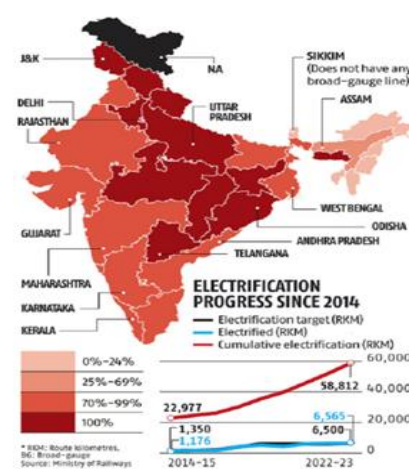 J&K
NA
SIKKIM
(Does not have any
broad-gauge line)
ASSAM
DELHI
RAJASTHAN
UTTAR
PRADESH
WEST BENGAL
ODISHA
GUJARAT
ANDHRA PRADESH
TELANGANA
MAHARASHTRA
KARNATAKA
KERALA
ELECTRIFICATION
PROGRESS SINCE 2014
Electrification target (RKM)
Electrified (RKM)
Cumulative electrification (RKM)
0%-24%
25%-69%
70%-99%
100%
60,000
58,812
40,000
22,977
6,565
20,000
1,350
6,500
1,176
0
2014-15
2022-23
* RKM: Route kilometres,
BG: Broad-gauge
Source: Ministry of Railways